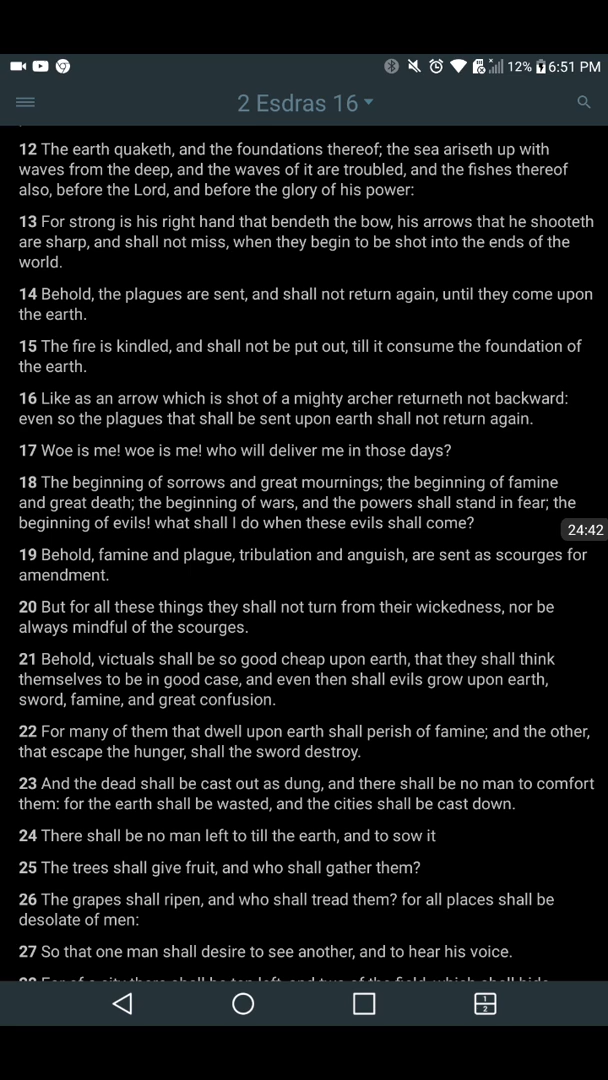 12% 6:51 PM
2 Esdras 16
12 The earth quaketh, and the foundations thereof; the sea ariseth up with
waves from the deep, and the waves of it are troubled, and the fishes thereof
also, before the Lord, and before the glory of his power:
13 For strong is his right hand that bendeth the bow, his arrows that he shooteth
are sharp, and shall not miss, when they begin to be shot into the ends of the
world.
14 Behold, the plagues are sent, and shall not return again, until they come upon
the earth.
15 The fire is kindled, and shall not be put out, till it consume the foundation of
the earth.
16 Like as an arrow which is shot of a mighty archer returneth not backward:
even so the plagues that shall be sent upon earth shall not return again.
17 Woe is me! woe is me! who will deliver me in those days?
18 The beginning of sorrows and great mournings; the beginning of famine
and great death; the beginning of wars, and the powers shall stand in fear; the
beginning of evils! what shall I do when these evils shall come?
24:42
19 Behold, famine and plague, tribulation and anguish, are sent as scourges for
amendment.
20 But for all these things they shall not turn from their wickedness, nor be
always mindful of the scourges.
21 Behold, victuals shall be so good cheap upon earth, that they shall think
themselves to be in good case, and even then shall evils grow upon earth,
sword, famine, and great confusion.
22 For many of them that dwell upon earth shall perish of famine; and the other,
that escape the hunger, shall the sword destroy.
23 And the dead shall be cast out as dung, and there shall be no man to comfort
them: for the earth shall be wasted, and the cities shall be cast down.
24 There shall be no man left to till the earth, and to sow it
25 The trees shall give fruit, and who shall gather them?
26 The grapes shall ripen, and who shall tread them? for all places shall be
desolate of men:
27 So that one man shall desire to see another, and to hear his voice.
28 For of a city there shall be ten left, and two of the field, which shall hide
1
2